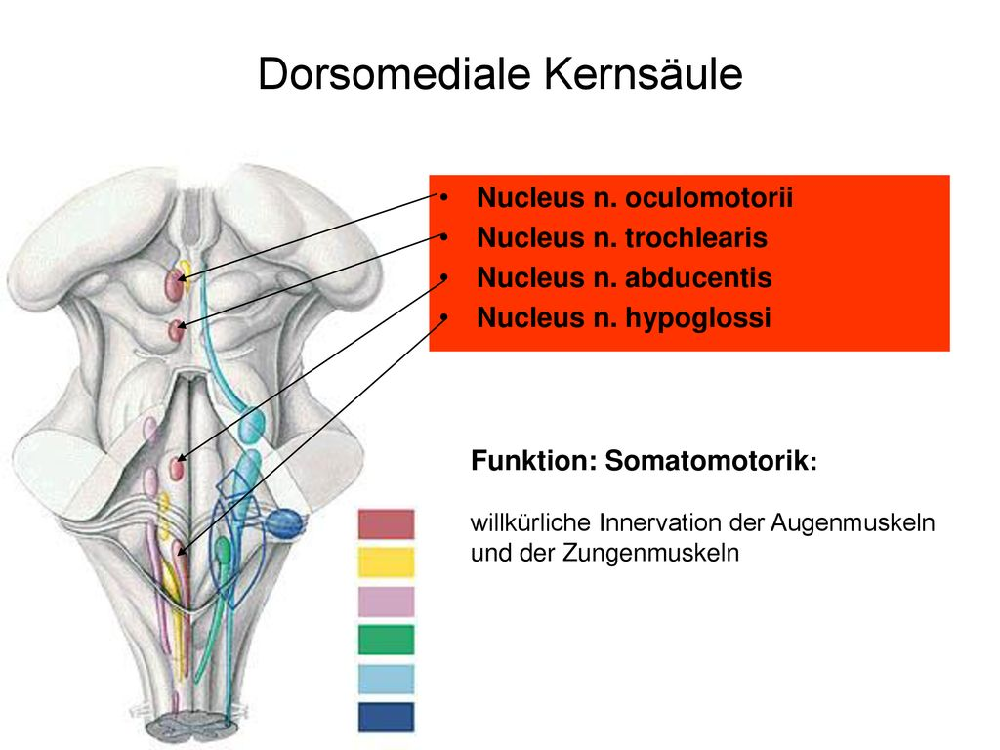 Dorsomediale Kernsäule
• Nucleus n. oculomotorii
• Nucleus n. trochlearis
• Nucleus n. abducentis
• Nucleus n. hypoglossi
Funktion: Somatomotorik:
willkürliche Innervation der Augenmuskeln
und der Zungenmuskeln